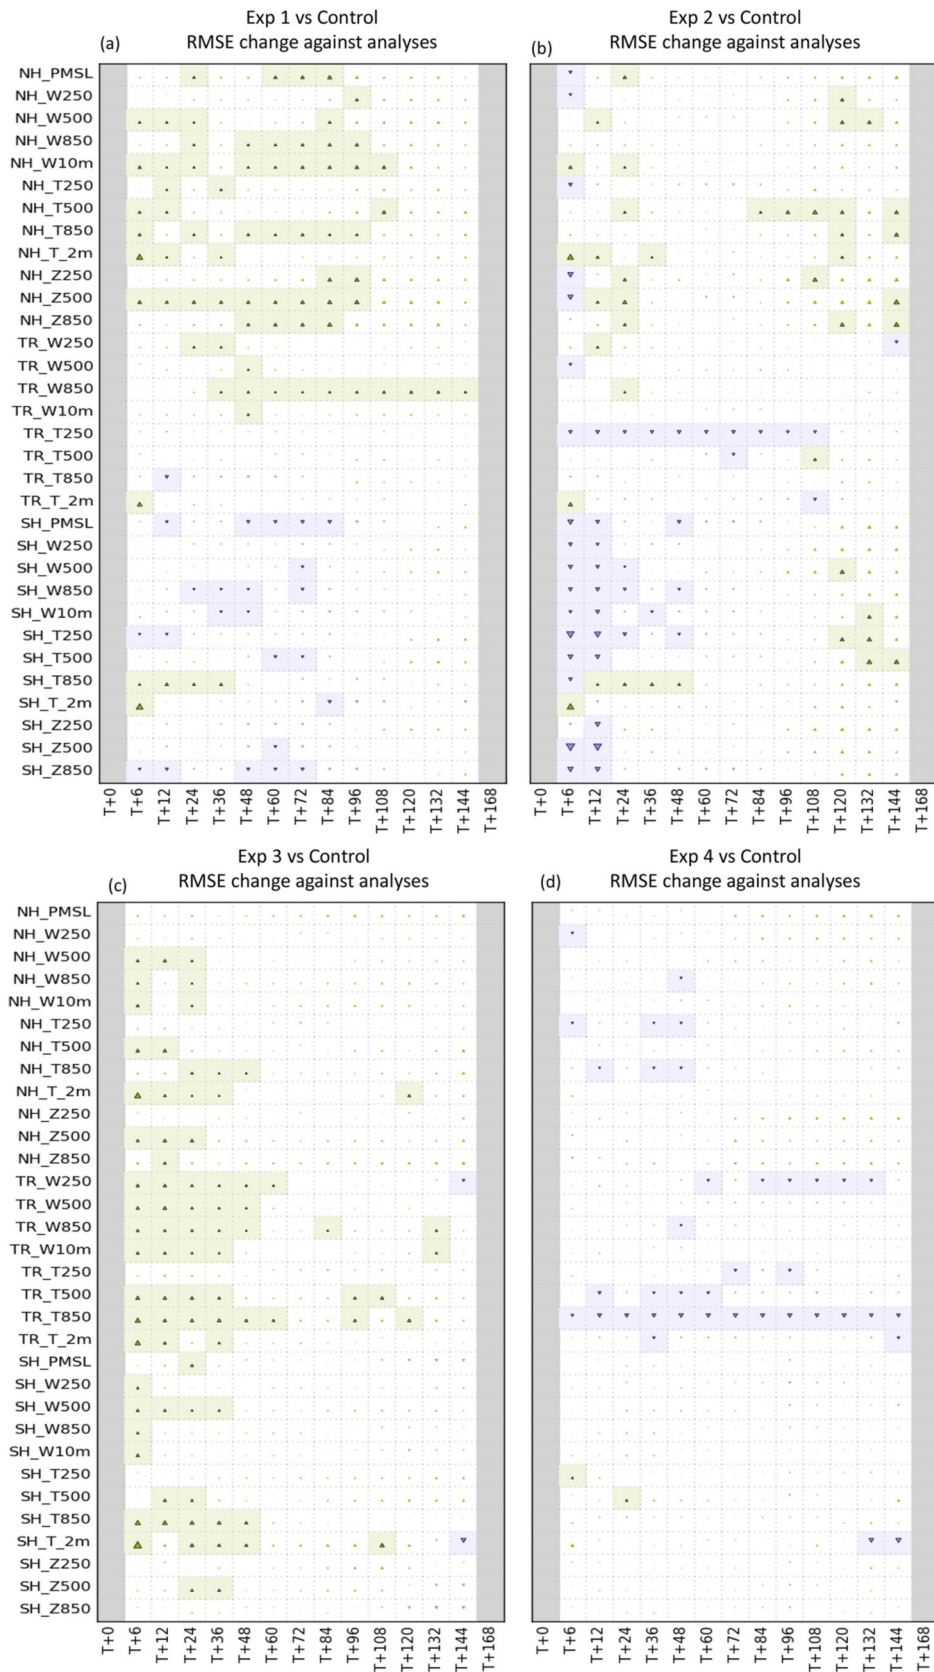 Exp 1 vs Control
RMSE change against analyses
(a)
NH_PMSL
NH_W250
NH_W500
NH_W850
NH_W10m
NH_T250
NH_T500
NH_T850
NH_T_2m
NH_Z250
NH_Z500
NH_Z850
TR_W250
TR_W500
TR_W850
TR_W10m
TR_T250
TR_T500
TR_T850
TR_T_2m
SH_PMSL
SH_W250
SH_W500
SH_W850
SH_W10m
SH_T250
SH_T500
SH_T850
SH_T_2m
SH_Z250
SH_Z500
SH_Z850
T+0
T+6
T+12
T+24
T+36
T+48
T+60
T+72
T+84
T+96
T+108
T+120
T+132
T+144
T+168
Exp 2 vs Control
RMSE change against analyses
(b)
T+0
T+6
T+12
T+24
T+36
T+48
T+60
T+72
T+84
T+96
T+108
T+120
T+132
T+144
T+168
Exp 3 vs Control
RMSE change against analyses
(c)
NH_PMSL
NH_W250
NH_W500
NH_W850
NH_W10m
NH_T250
NH_T500
NH_T850
NH_T_2m
NH_Z250
NH_Z500
NH_Z850
TR_W250
TR_W500
TR_W850
TR_W10m
TR_T250
TR_T500
TR_T850
TR_T_2m
SH_PMSL
SH_W250
SH_W500
SH_W850
SH_W10m
SH_T250
SH_T500
SH_T850
SH_T_2m
SH_Z250
SH_Z500
SH_Z850
T+0
T+6
T+12
T+24
T+36
T+48
T+60
T+72
T+84
T+96
T+108
T+120
T+132
T+144
T+168
Exp 4 vs Control
RMSE change against analyses
(d)
T+0
T+6
T+12
T+24
T+36
T+48
T+60
T+72
T+84
T+96
T+108
T+120
T+132
T+144
T+168